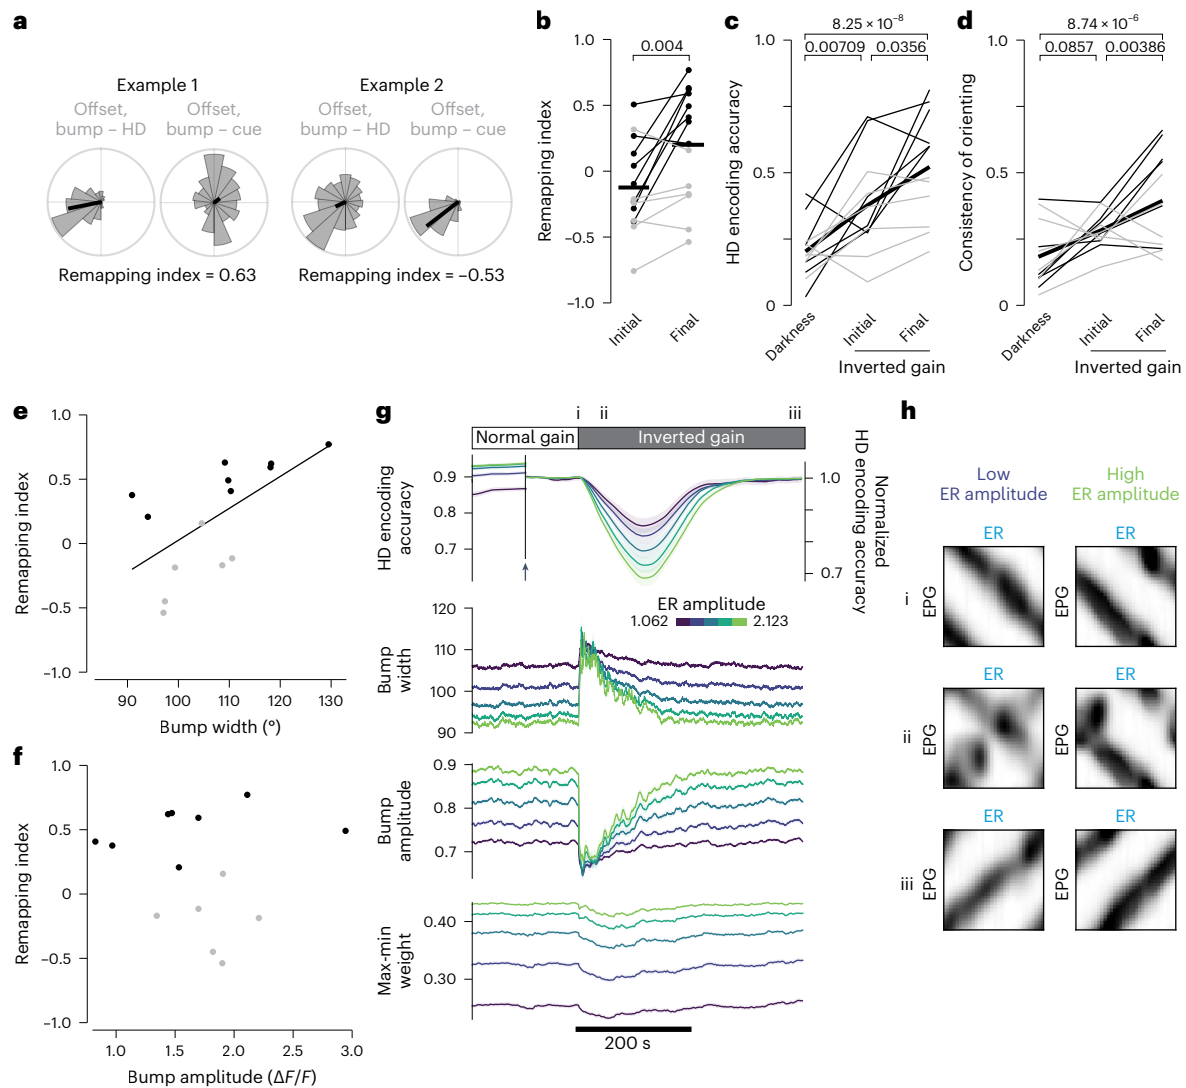 a
Example 1
Example 2
Offset,
bump – HD
Offset,
bump – cue
Offset,
bump – HD
Offset,
bump – cue
Remapping index = 0.63
Remapping index = –0.53
b
0.004
Remapping index
1.0
0.5
0
–0.5
–1.0
Initial
Final
c
8.25 × 10⁻⁸
0.00709
0.0356
HD encoding accuracy
1.0
0.5
0
Darkness
Initial
Final
Inverted gain
d
8.74 × 10⁻⁶
0.0857
0.00386
Consistency of orienting
1.0
0.5
0
Darkness
Initial
Final
Inverted gain
e
Remapping index
1.0
0.5
0
–0.5
–1.0
90
100
110
120
130
Bump width (°)
f
Remapping index
1.0
0.5
0
–0.5
–1.0
1.0
1.5
2.0
2.5
3.0
Bump amplitude (ΔF/F)
g
i
ii
iii
Normal gain
Inverted gain
HD encoding
accuracy
0.9
0.8
0.7
1.0
0.7
Normalized
HD encoding accuracy
ER amplitude
1.062
2.123
Bump
width
120
110
100
90
Bump
amplitude
0.9
0.8
0.7
Max–min
weight
0.40
0.30
200 s
h
Low
ER amplitude
High
ER amplitude
ER
ER
i
EPG
EPG
ER
ER
ii
EPG
EPG
ER
ER
iii
EPG
EPG